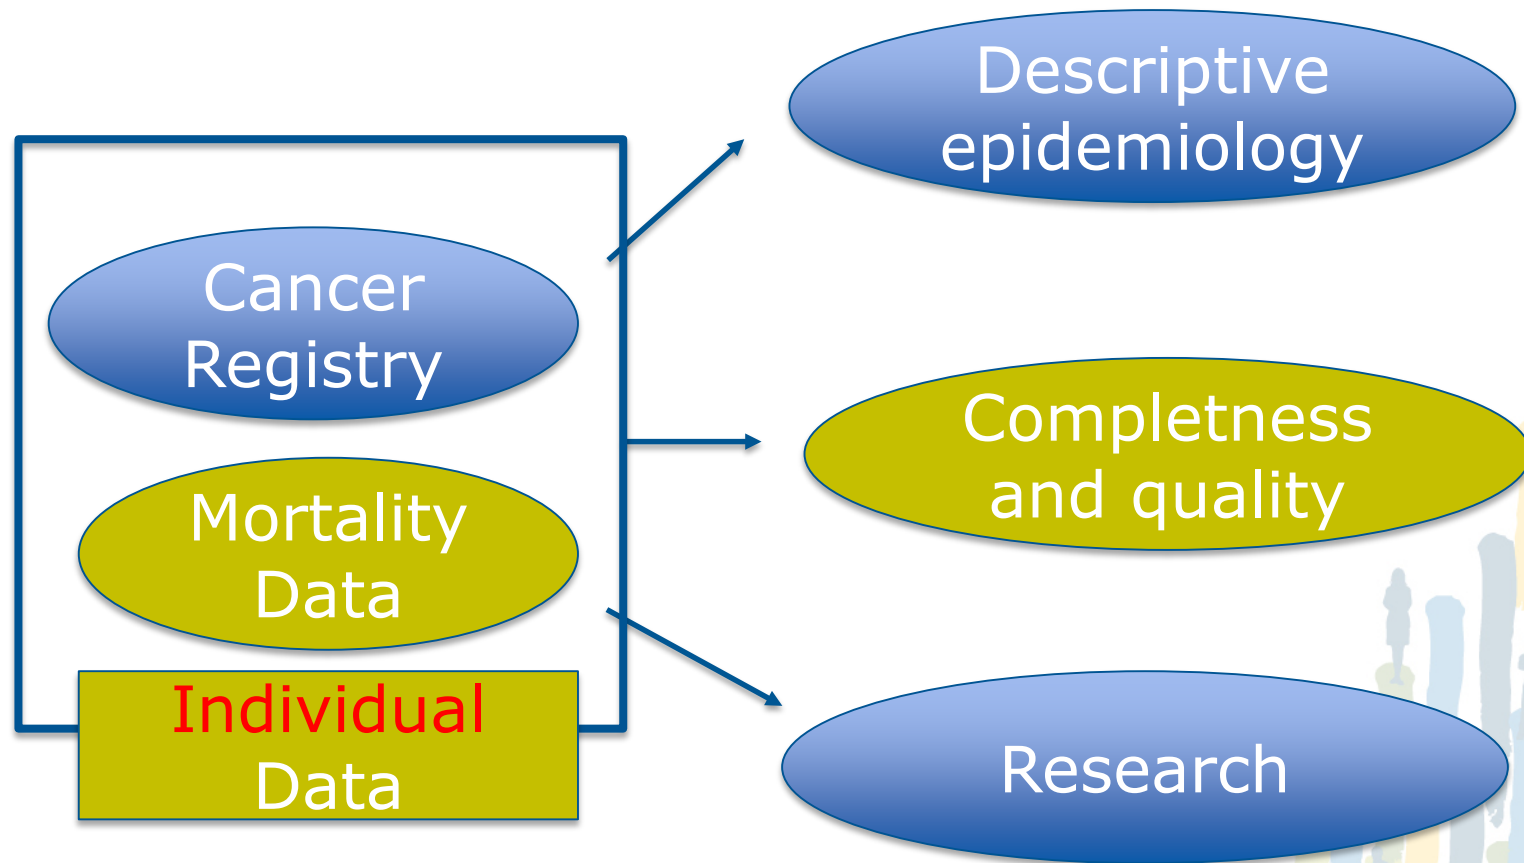 Descriptive
epidemiology
Cancer
Registry
Completness
and quality
Mortality
Data
Individual
Data
Research